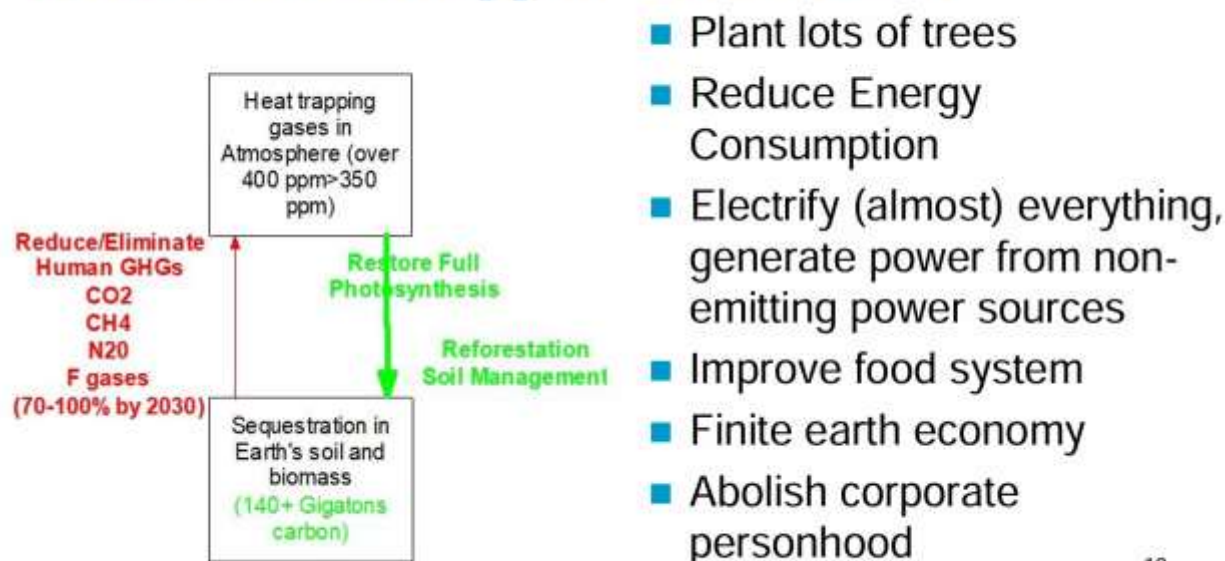 Heat trapping
gases in
Atmosphere (over
400 ppm>350
ppm)
Reduce/Eliminate
Human GHGs
CO2
CH4
N20
F gases
(70-100% by 2030)
Restore Full
Photosynthesis
Reforestation
Soil Management
Sequestration in
Earth's soil and
biomass
(140+ Gigatons
carbon)
Plant lots of trees
Reduce Energy
Consumption
Electrify (almost) everything,
generate power from non-
emitting power sources
Improve food system
Finite earth economy
Abolish corporate
personhood